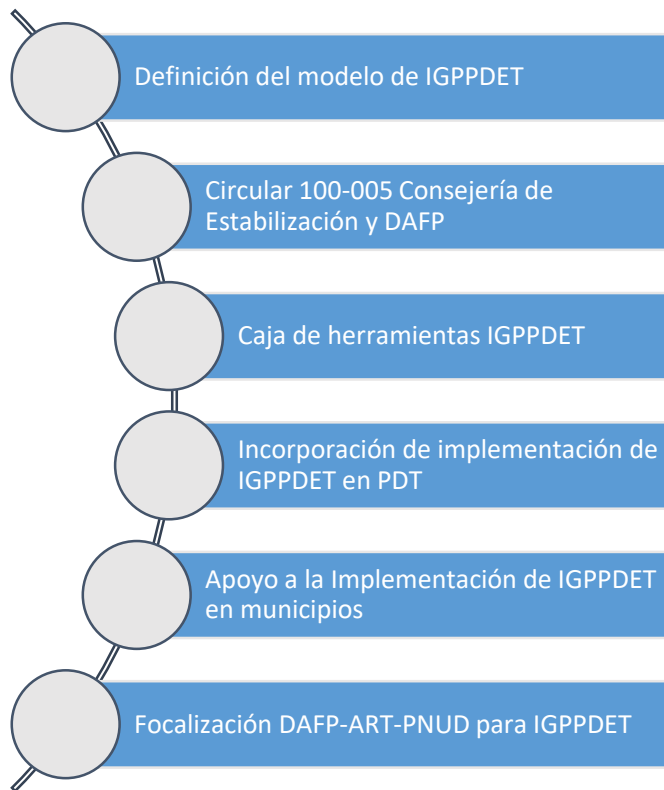 Definición del modelo de IGPPDET
Circular 100-005 Consejería de
Estabilización y DAFP
Caja de herramientas IGPPDET
Incorporación de implementación de
IGPPDET en PDT
Apoyo a la Implementación de IGPPDET
en municipios
Focalización DAFP-ART-PNUD para IGPPDET